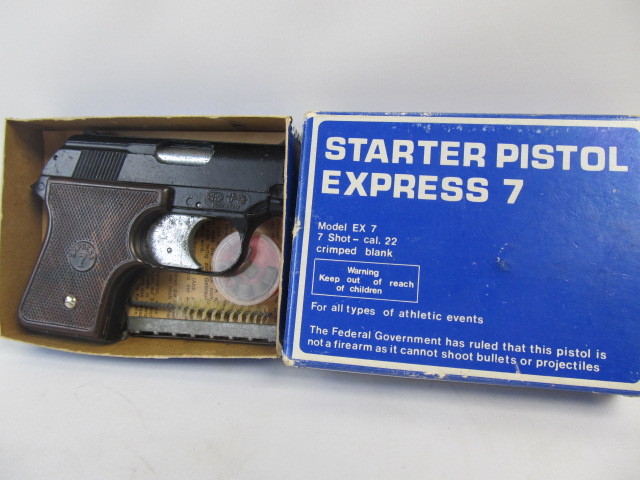 STARTER PISTOL
EXPRESS 7
Model EX 7
7 Shot - cal. 22
crimped blank
Warning
Keep out of reach
of children
For all types of athletic events
The Federal Government has ruled that this pistol is
not a firearm as it cannot shoot bullets or projectiles